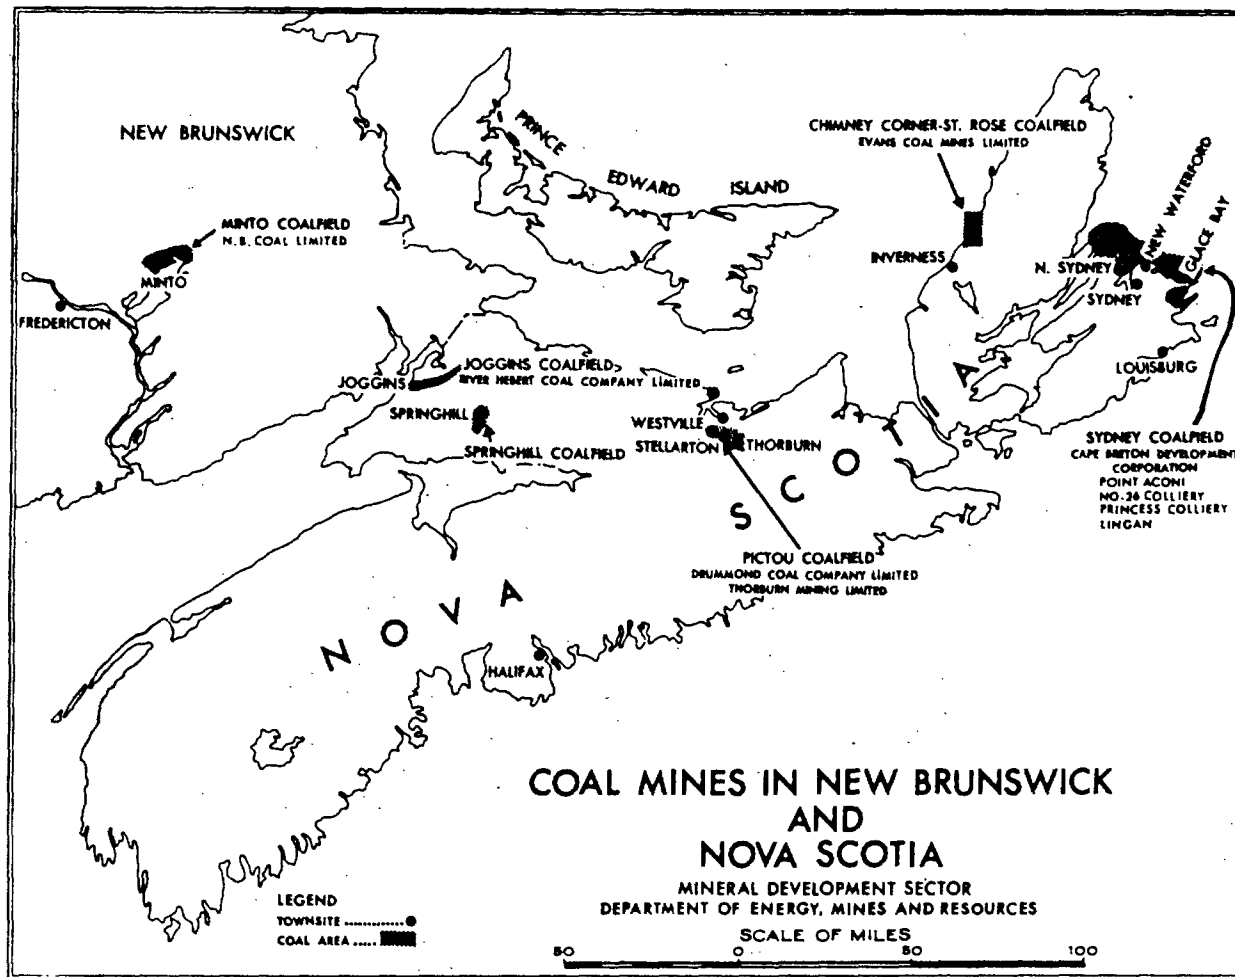 NEW BRUNSWICK
PRINCE
EDWARD
ISLAND
CHIMNEY CORNER-ST. ROSE COALFIELD
EVANS COAL MINES LIMITED
NEW WATERFORD
GLACE BAY
MINTO COALFIELD
N.B. COAL LIMITED
MINTO
INVERNESS
N. SYDNEY
SYDNEY
FREDERICTON
LOUISBURG
JOGGINS
JOGGINS COALFIELD
RIVER HEBERT COAL COMPANY LIMITED
SPRINGHILL
SPRINGHILL COALFIELD
WESTVILLE
STELLARTON
THORBURN
SYDNEY COALFIELD
CAPE BRETON DEVELOPMENT
CORPORATION
POINT ACONI
NO. 26 COLLIERY
PRINCESS COLLIERY
LINGAN
PICTOU COALFIELD
DRUMMOND COAL COMPANY LIMITED
THORBURN MINING LIMITED
NOVA
SCO A
HALIFAX
COAL MINES IN NEW BRUNSWICK
AND
NOVA SCOTIA
MINERAL DEVELOPMENT SECTOR
DEPARTMENT OF ENERGY, MINES AND RESOURCES
SCALE OF MILES
50 0 50 100
LEGEND
TOWNSITE ............
COAL AREA .....